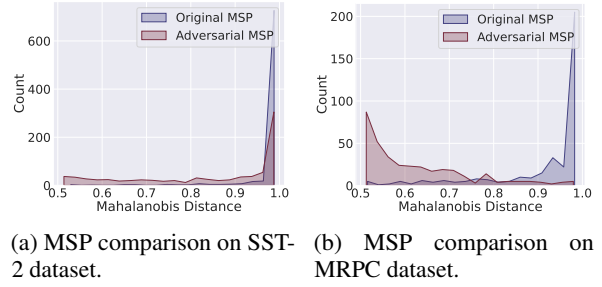 Original MSP
Adversarial MSP
600
400
200
0
Count
0.5 0.6 0.7 0.8 0.9 1.0
Mahalanobis Distance
(a) MSP comparison on SST-
2 dataset.
Original MSP
Adversarial MSP
200
150
100
50
0
Count
0.5 0.6 0.7 0.8 0.9 1.0
Mahalanobis Distance
(b) MSP comparison on
MRPC dataset.